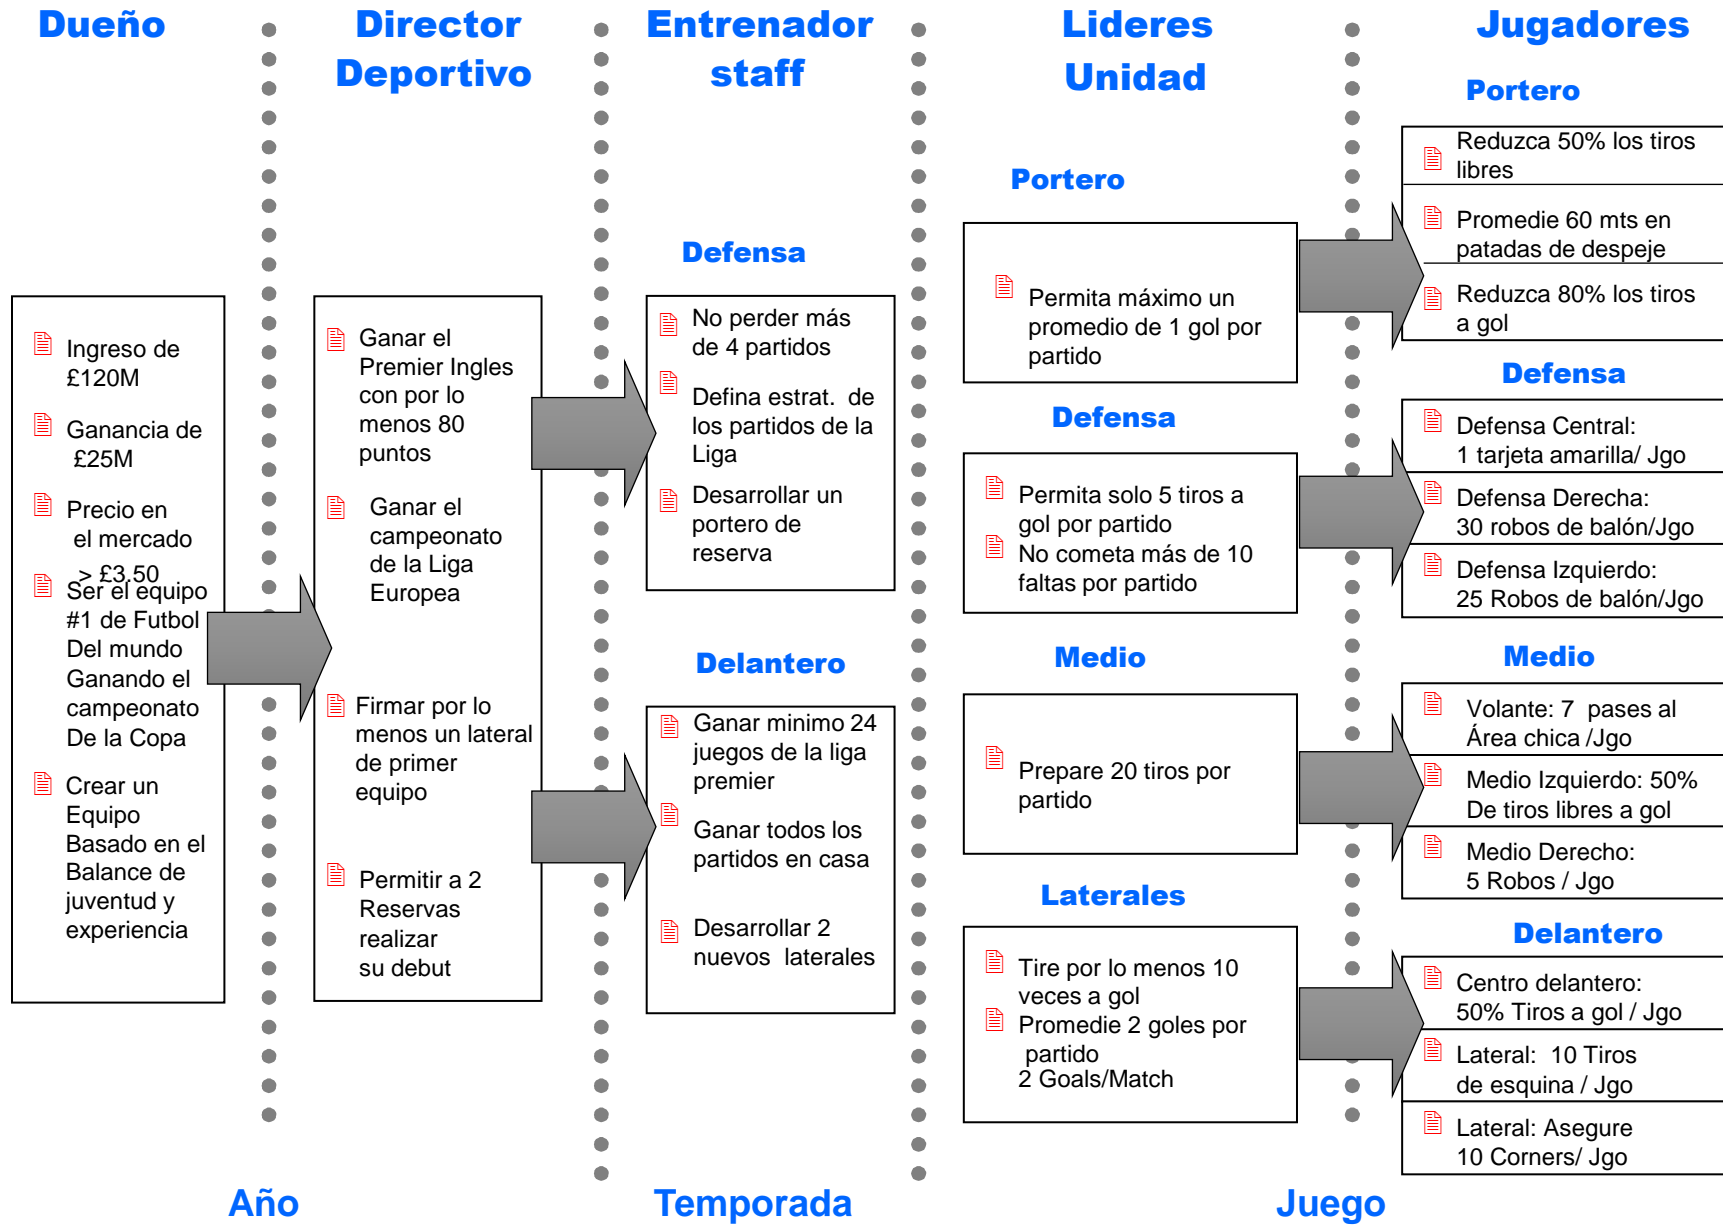 Dueño
Ingreso de
£120M
Ganancia de
£25M
Precio en
el mercado
> £3.50
Ser el equipo
#1 de Futbol
Del mundo
Ganando el
campeonato
De la Copa
Crear un
Equipo
Basado en el
Balance de
juventud y
experiencia
Director
Deportivo
Ganar el
Premier Ingles
con por lo
menos 80
puntos
Ganar el
campeonato
de la Liga
Europea
Firmar por lo
menos un lateral
de primer
equipo
Permitir a 2
Reservas
realizar
su debut
Entrenador
staff
Defensa
No perder más
de 4 partidos
Defina estrat. de
los partidos de la
Liga
Desarrollar un
portero de
reserva
Delantero
Ganar minimo 24
juegos de la liga
premier
Ganar todos los
partidos en casa
Desarrollar 2
nuevos laterales
Lideres
Unidad
Portero
Permita máximo un
promedio de 1 gol por
partido
Defensa
Permita solo 5 tiros a
gol por partido
No cometa más de 10
faltas por partido
Medio
Prepare 20 tiros por
partido
Laterales
Tire por lo menos 10
veces a gol
Promedie 2 goles por
partido
2 Goals/Match
Jugadores
Portero
Reduzca 50% los tiros
libres
Promedie 60 mts en
patadas de despeje
Reduzca 80% los tiros
a gol
Defensa
Defensa Central:
1 tarjeta amarilla/ Jgo
Defensa Derecha:
30 robos de balón/Jgo
Defensa Izquierdo:
25 Robos de balón/Jgo
Medio
Volante: 7 pases al
Área chica /Jgo
Medio Izquierdo: 50%
De tiros libres a gol
Medio Derecho:
5 Robos / Jgo
Delantero
Centro delantero:
50% Tiros a gol / Jgo
Lateral: 10 Tiros
de esquina / Jgo
Lateral: Asegure
10 Corners/ Jgo
Año
Temporada
Juego